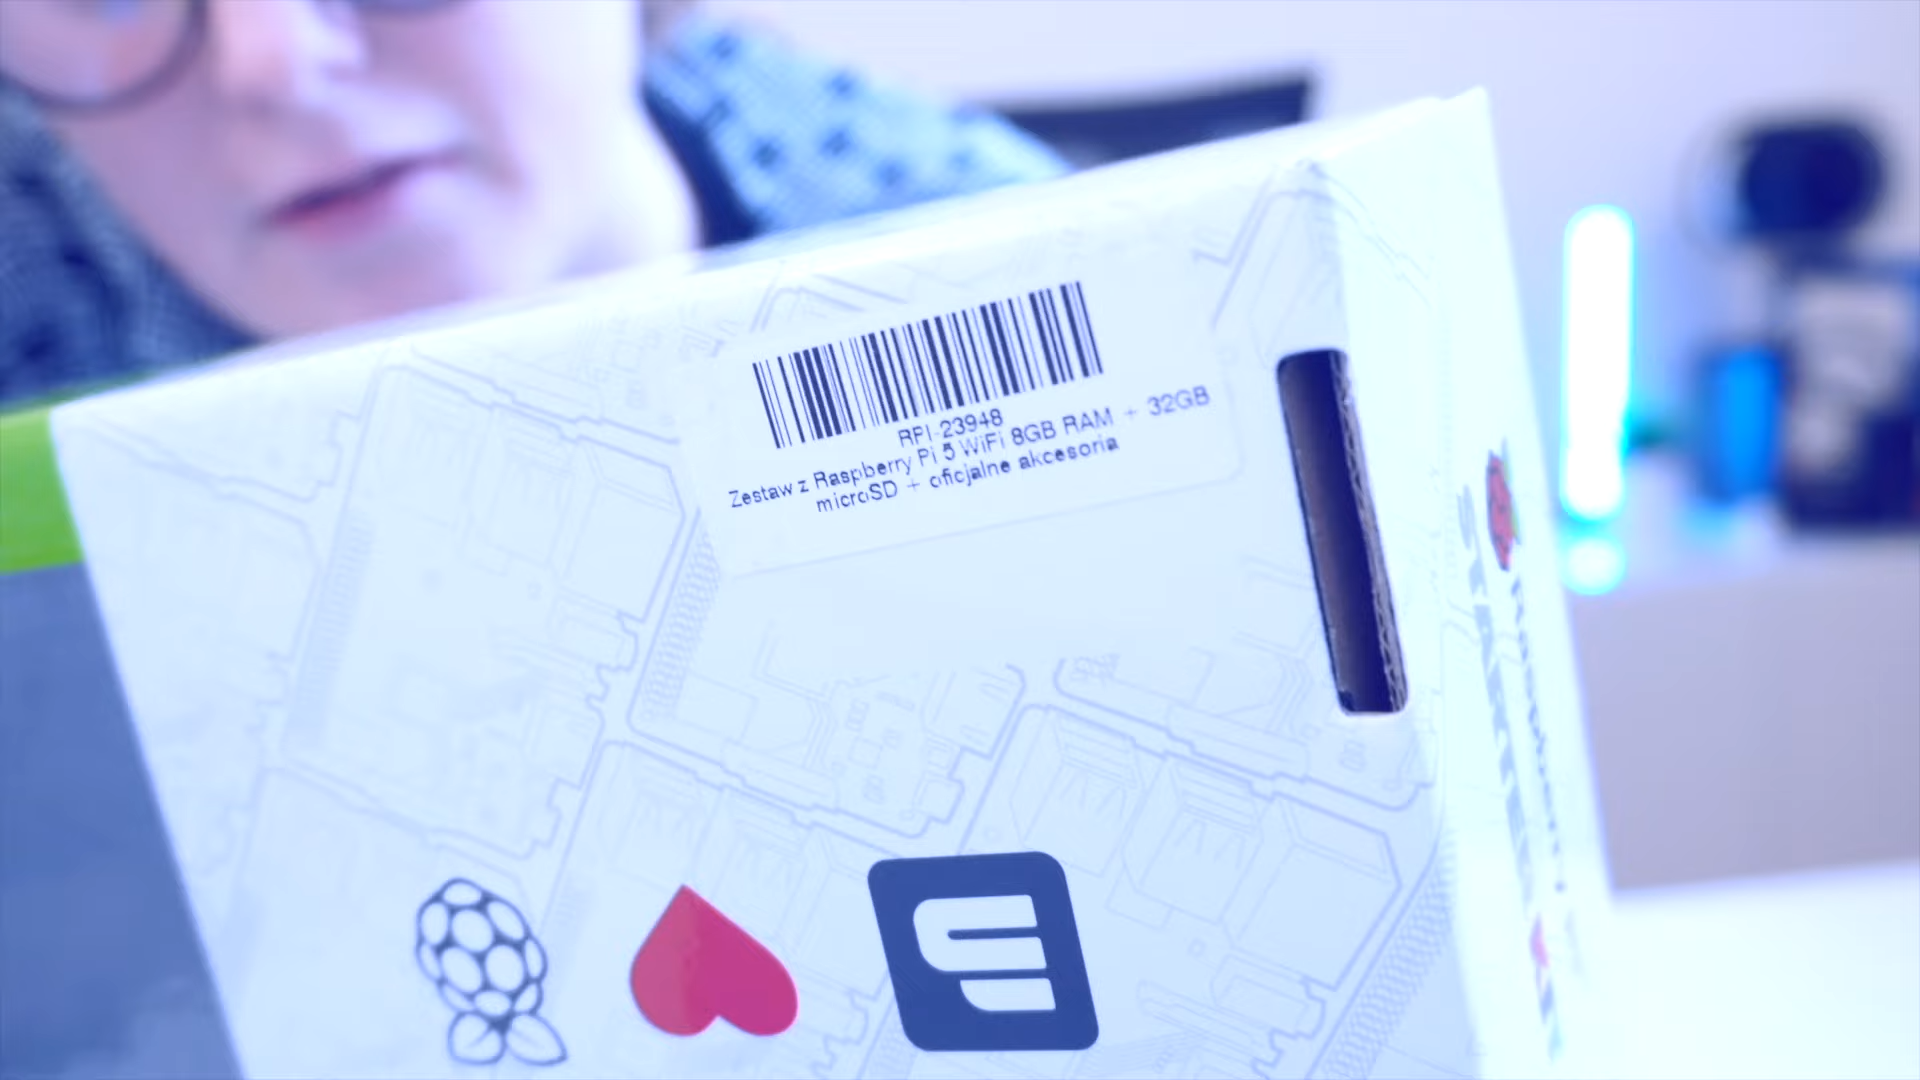 RPI-23948
Zestaw z Raspberry Pi 5 WiFi 8GB RAM + 32GB
microSD + oficjalne akcesoria